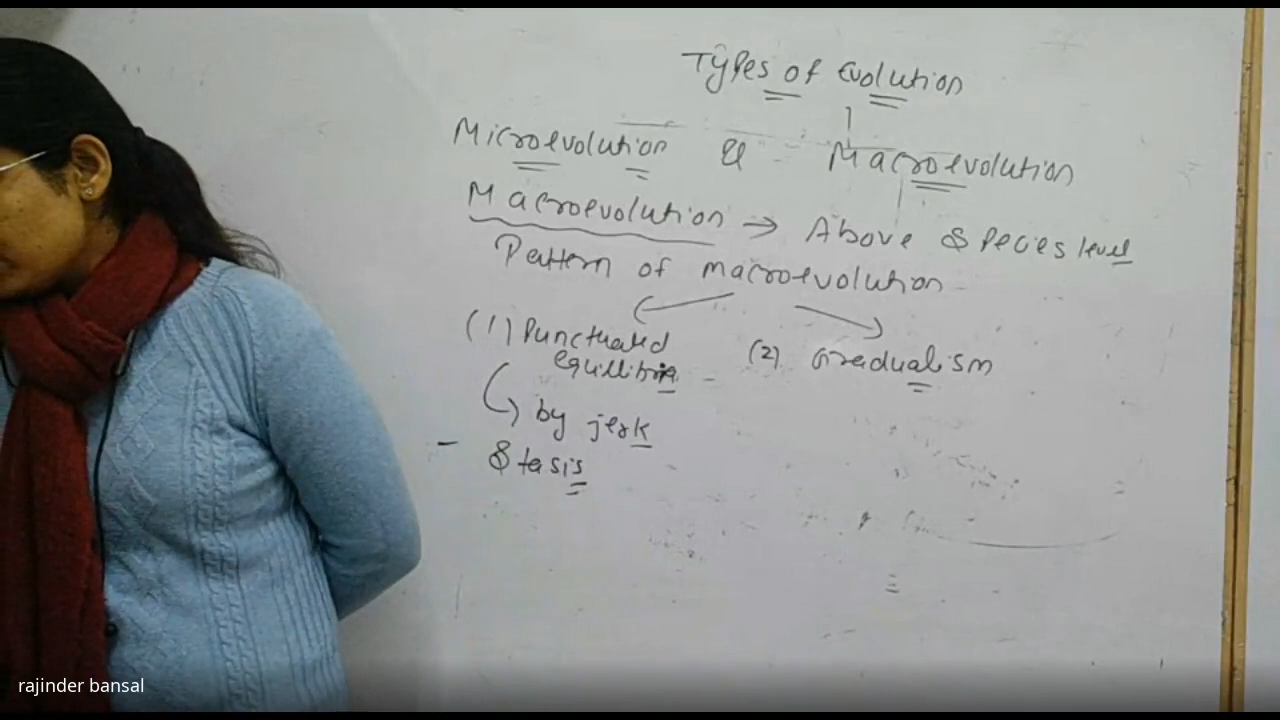 Types of Evolution
Microevolution & Macroevolution
Macroevolution → Above Species level
Pattern of macroevolution
(1) Punctuated equillibria
(2) Gradualism
by jerk
- Stasis
rajinder bansal